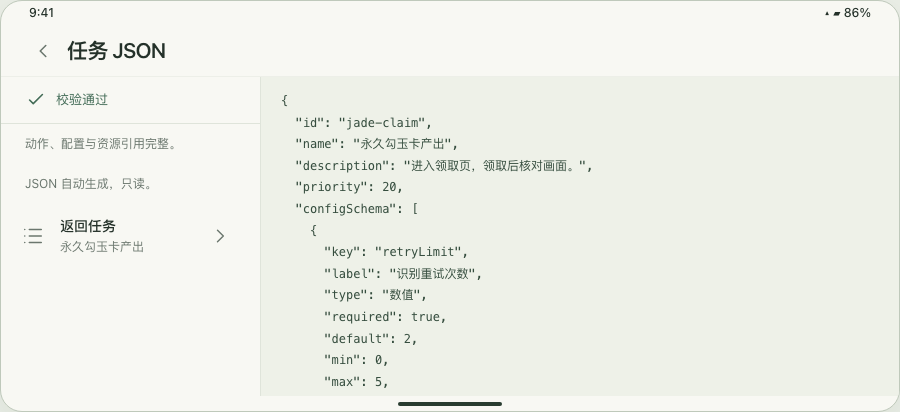 9:41
86%
任务 JSON
校验通过
动作、配置与资源引用完整。
JSON 自动生成，只读。
返回任务
永久勾玉卡产出
{
  "id": "jade-claim",
  "name": "永久勾玉卡产出",
  "description": "进入领取页，领取后核对画面。",
  "priority": 20,
  "configSchema": [
    {
      "key": "retryLimit",
      "label": "识别重试次数",
      "type": "数值",
      "required": true,
      "default": 2,
      "min": 0,
      "max": 5,